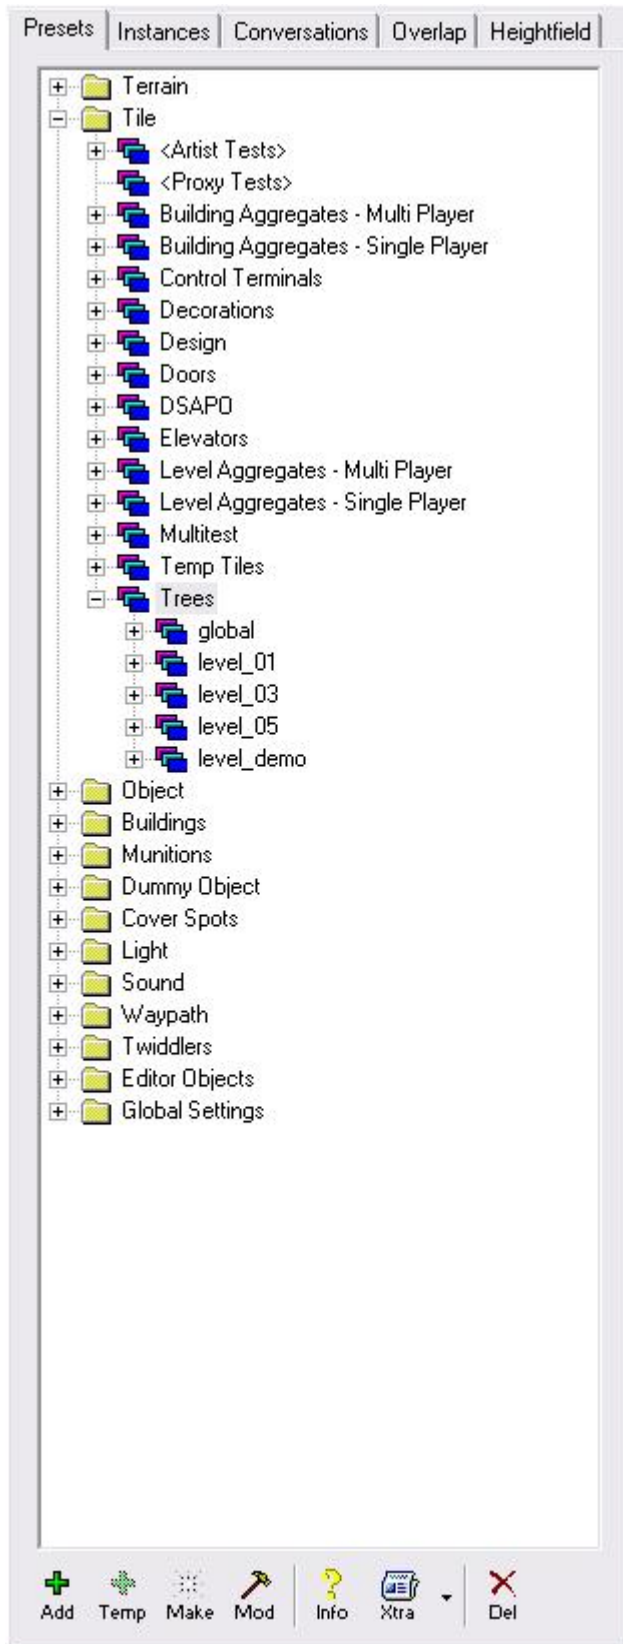 Presets Instances Conversations Overlap Heightfield
Terrain
Tile
<Artist Tests>
<Proxy Tests>
Building Aggregates - Multi Player
Building Aggregates - Single Player
Control Terminals
Decorations
Design
Doors
DSAPO
Elevators
Level Aggregates - Multi Player
Level Aggregates - Single Player
Multitest
Temp Tiles
Trees
global
level_01
level_03
level_05
level_demo
Object
Buildings
Munitions
Dummy Object
Cover Spots
Light
Sound
Waypath
Twiddlers
Editor Objects
Global Settings
Add Temp Make Mod Info Xtra Del